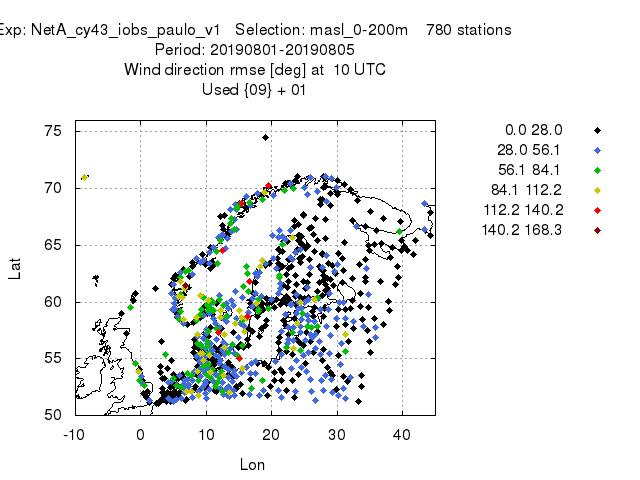 Exp: NetA_cy43_iobs_paulo_v1 Selection: masl_0-200m 780 stations
Period: 20190801-20190805
Wind direction rmse [deg] at 10 UTC
Used {09} + 01
75
70
65
60
55
50
Lat
-10 0 10 20 30 40
Lon
0.0 28.0
28.0 56.1
56.1 84.1
84.1 112.2
112.2 140.2
140.2 168.3